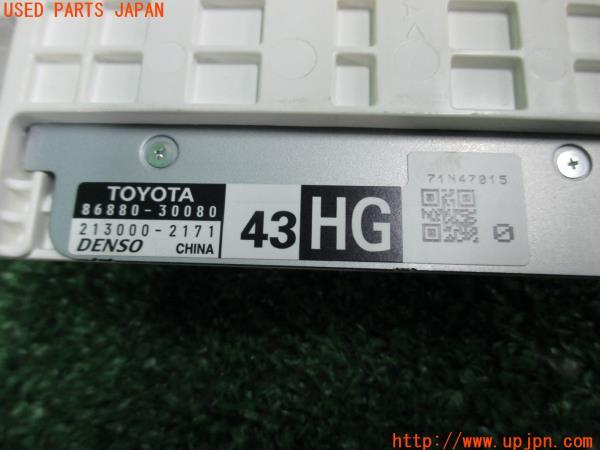 USED PARTS JAPAN
TOYOTA
86880-30080
213000-2171
DENSO CHINA
43 HG
71N47015
0
http://www.upjpn.com/